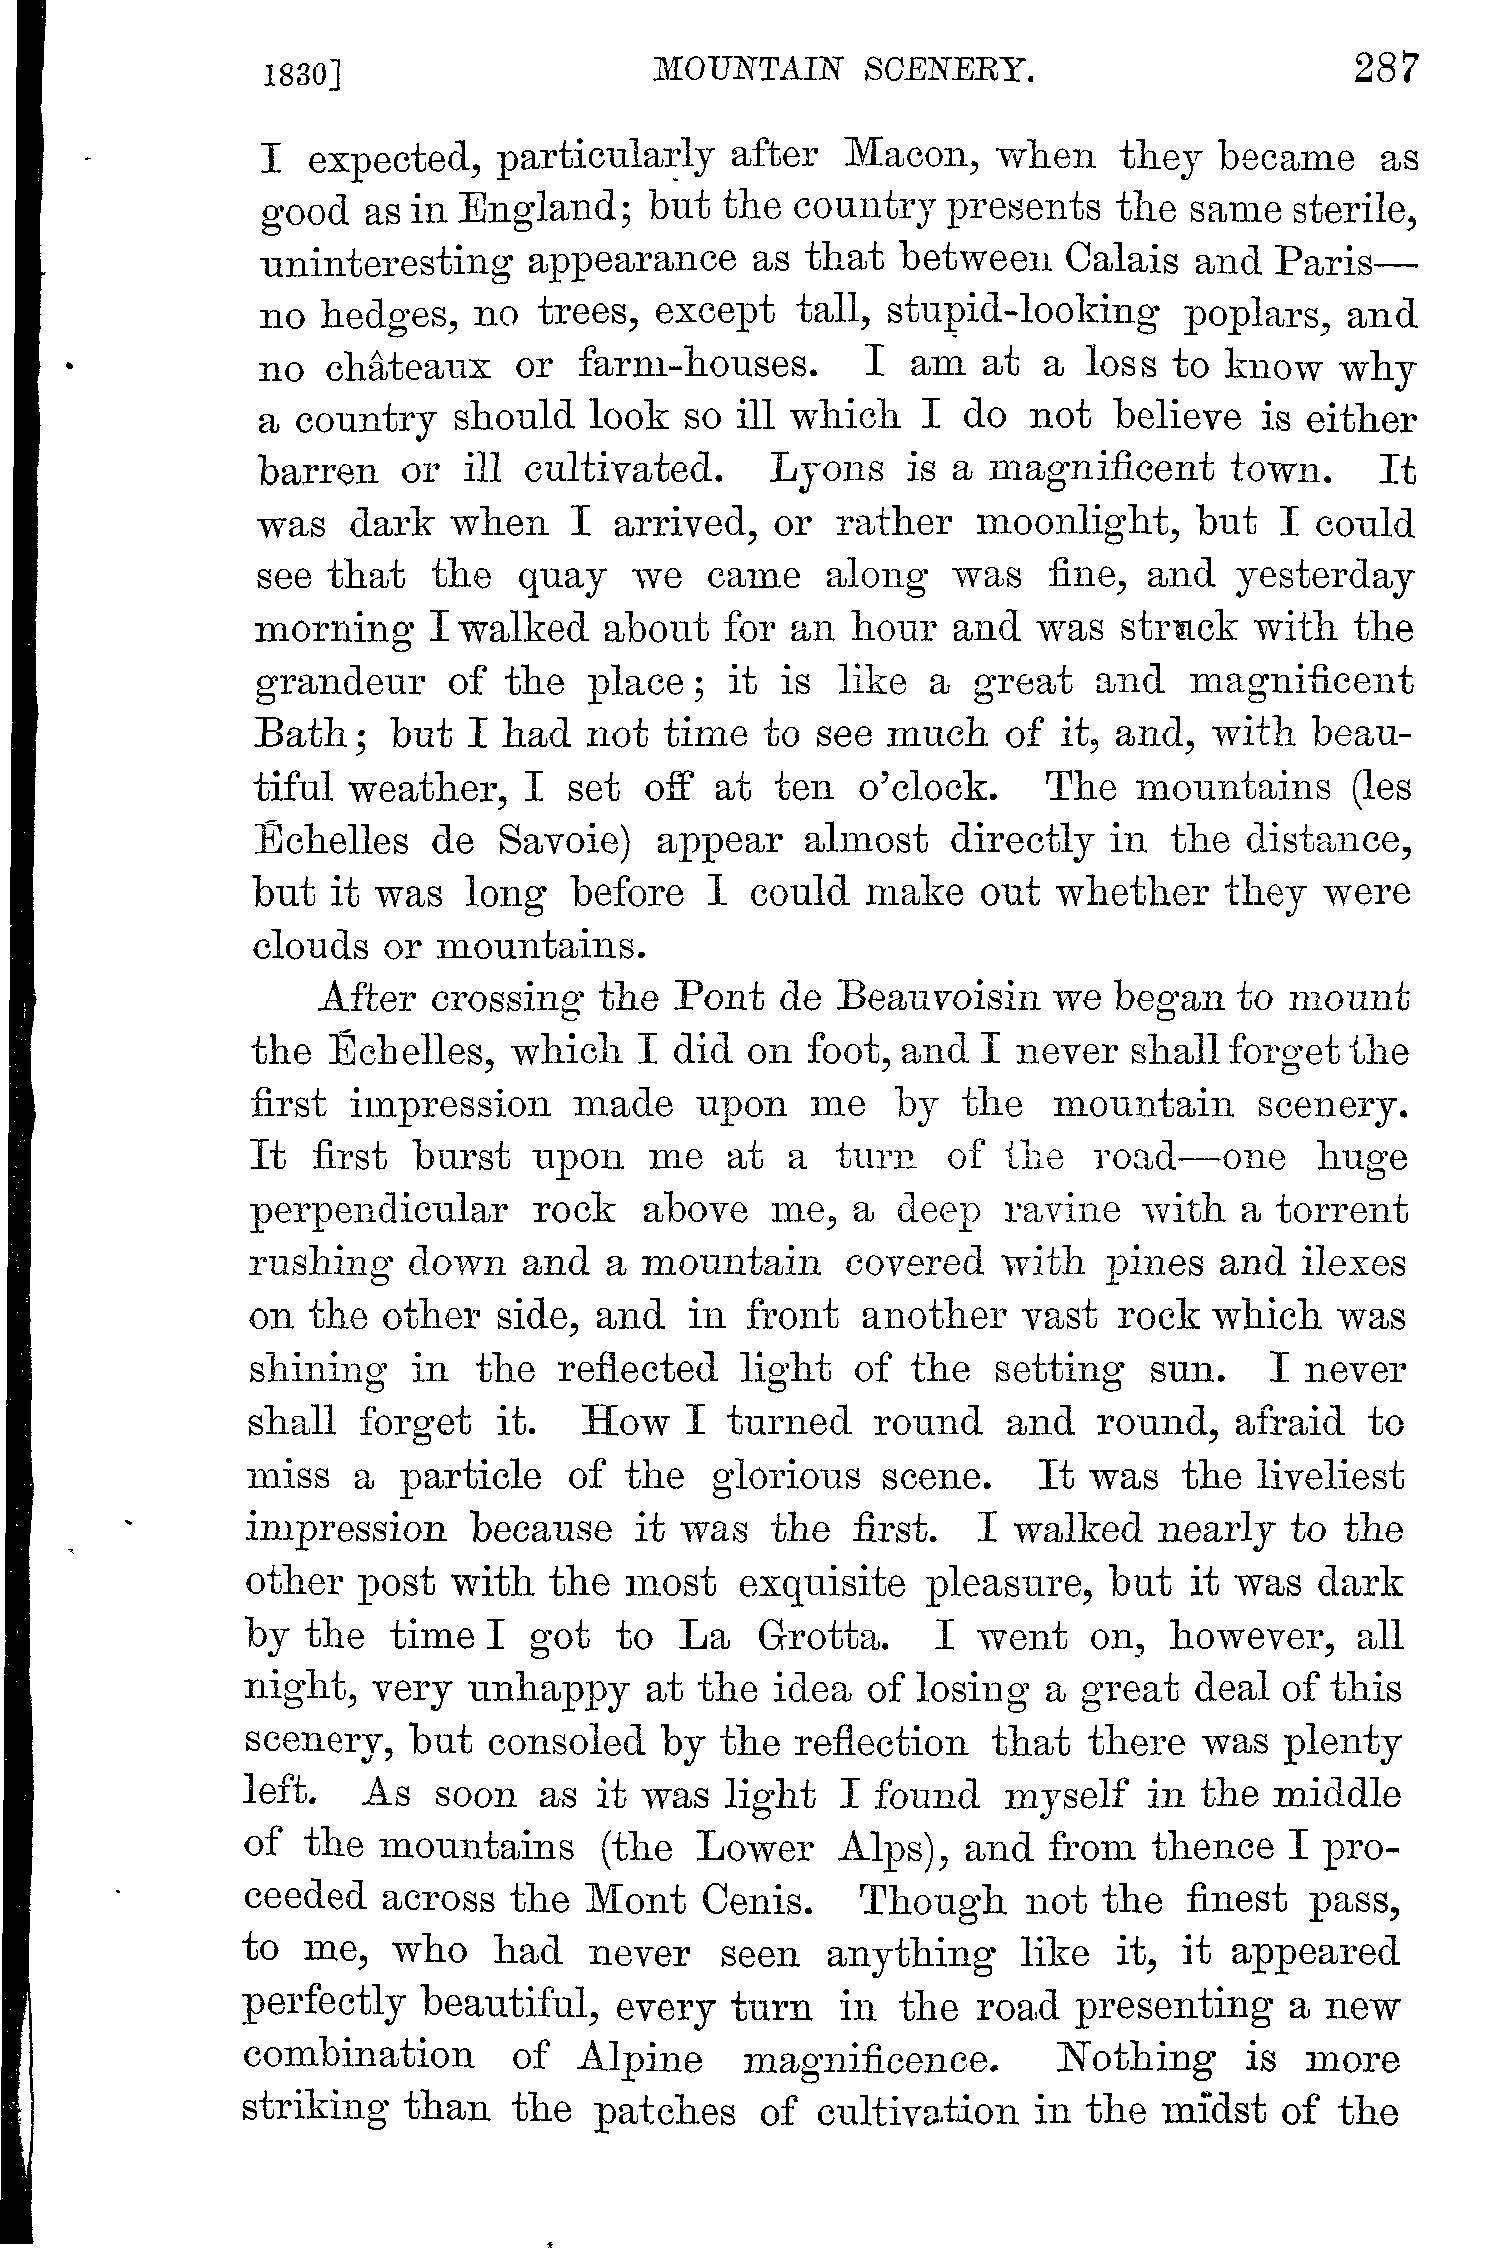 1830] MOUNTAIN SCENERY. 287
I expected, particularly after Macon, when they became as
good as in England; but the country presents the same sterile,
uninteresting appearance as that between Calais and Paris—
no hedges, no trees, except tall, stupid-looking poplars, and
no châteaux or farm-houses. I am at a loss to know why
a country should look so ill which I do not believe is either
barren or ill cultivated. Lyons is a magnificent town. It
was dark when I arrived, or rather moonlight, but I could
see that the quay we came along was fine, and yesterday
morning I walked about for an hour and was struck with the
grandeur of the place; it is like a great and magnificent
Bath; but I had not time to see much of it, and, with beau-
tiful weather, I set off at ten o'clock. The mountains (les
Échelles de Savoie) appear almost directly in the distance,
but it was long before I could make out whether they were
clouds or mountains.
After crossing the Pont de Beauvoisin we began to mount
the Échelles, which I did on foot, and I never shall forget the
first impression made upon me by the mountain scenery.
It first burst upon me at a turn of the road—one huge
perpendicular rock above me, a deep ravine with a torrent
rushing down and a mountain covered with pines and ilexes
on the other side, and in front another vast rock which was
shining in the reflected light of the setting sun. I never
shall forget it. How I turned round and round, afraid to
miss a particle of the glorious scene. It was the liveliest
impression because it was the first. I walked nearly to the
other post with the most exquisite pleasure, but it was dark
by the time I got to La Grotta. I went on, however, all
night, very unhappy at the idea of losing a great deal of this
scenery, but consoled by the reflection that there was plenty
left. As soon as it was light I found myself in the middle
of the mountains (the Lower Alps), and from thence I pro-
ceeded across the Mont Cenis. Though not the finest pass,
to me, who had never seen anything like it, it appeared
perfectly beautiful, every turn in the road presenting a new
combination of Alpine magnificence. Nothing is more
striking than the patches of cultivation in the midst of the